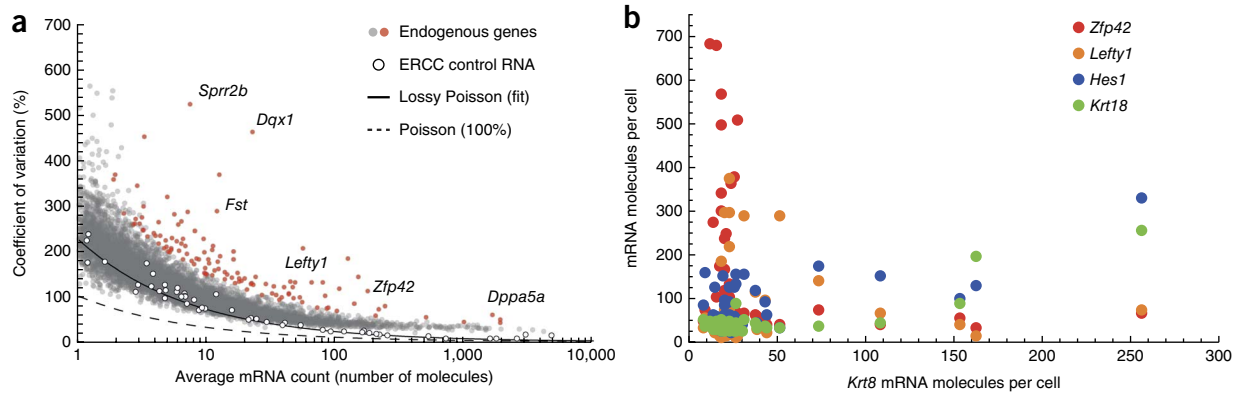 a
700
600
500
400
300
200
100
0
Coefficient of variation (%)
1
10
100
1,000
10,000
Average mRNA count (number of molecules)
Endogenous genes
ERCC control RNA
Lossy Poisson (fit)
Poisson (100%)
Sprr2b
Dqx1
Fst
Lefty1
Zfp42
Dppa5a
b
700
600
500
400
300
200
100
0
mRNA molecules per cell
0
50
100
150
200
250
300
Krt8 mRNA molecules per cell
Zfp42
Lefty1
Hes1
Krt18